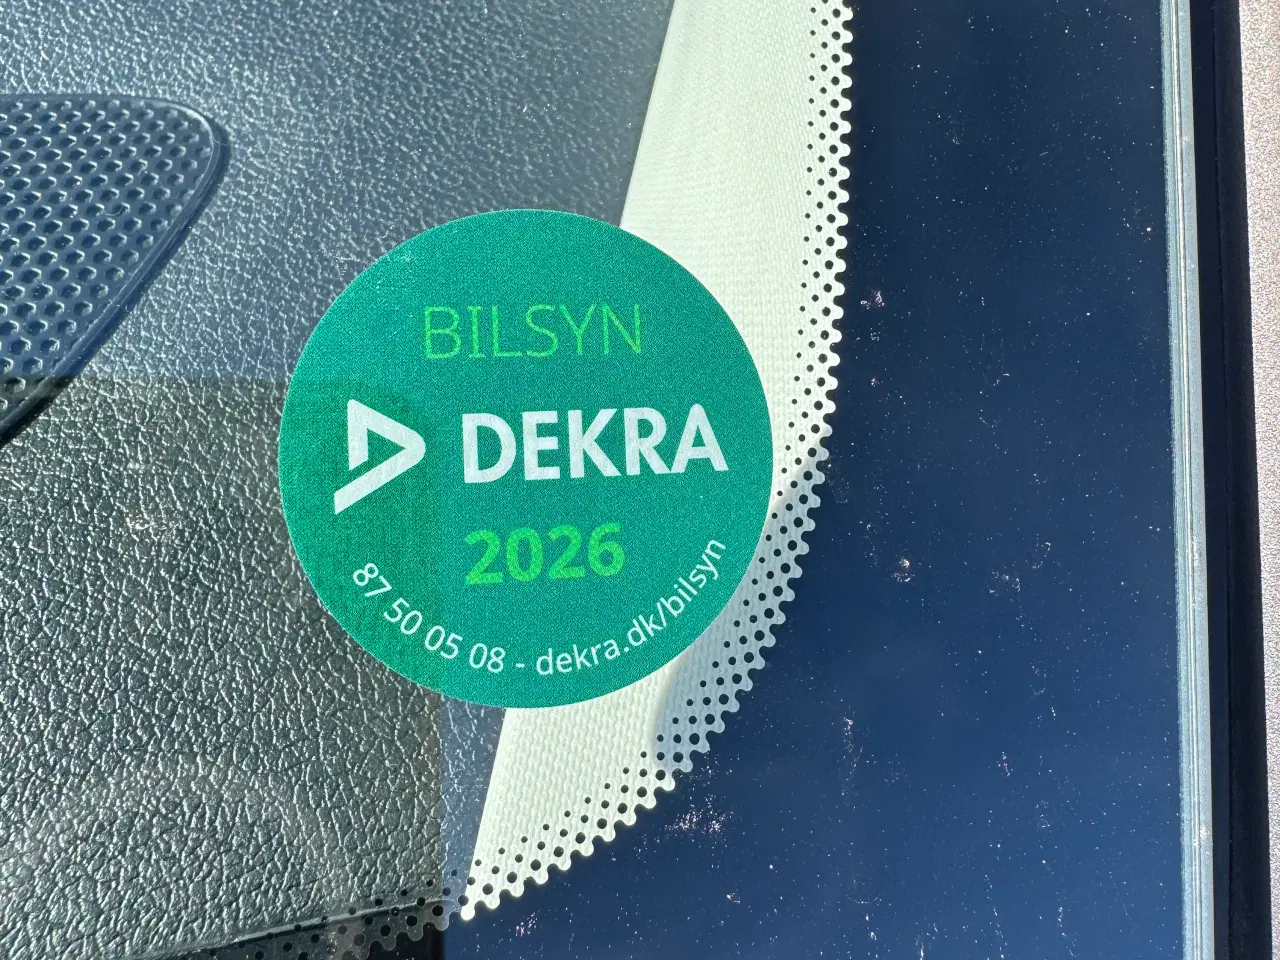 BILSYN
DEKRA
2026
87 50 05 08 - dekra.dk/bilsyn